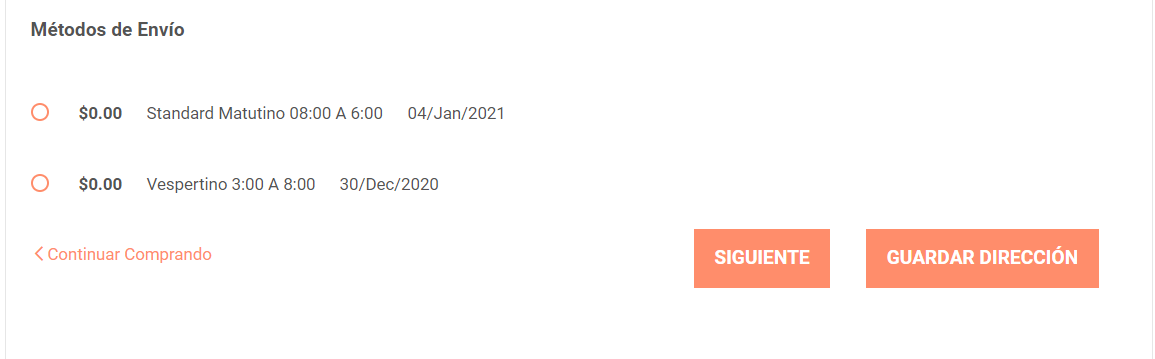 Métodos de Envío
$0.00 Standard Matutino 08:00 A 6:00 04/Jan/2021
$0.00 Vespertino 3:00 A 8:00 30/Dec/2020
Continuar Comprando SIGUIENTE GUARDAR DIRECCIÓN